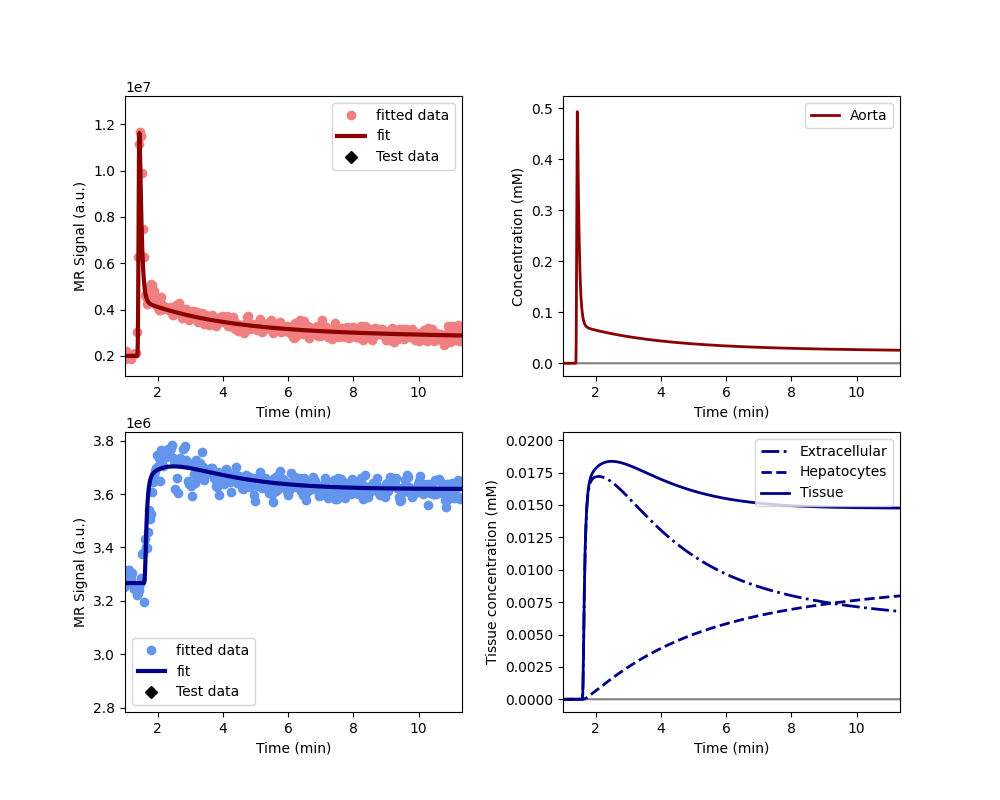 1e7
1.2
1.0
0.8
0.6
0.4
0.2
MR Signal (a.u.)
fitted data
fit
Test data
2 4 6 8 10
Time (min)
0.5
0.4
0.3
0.2
0.1
0.0
Concentration (mM)
Aorta
2 4 6 8 10
Time (min)
1e6
3.8
3.6
3.4
3.2
3.0
2.8
MR Signal (a.u.)
fitted data
fit
Test data
2 4 6 8 10
Time (min)
0.0200
0.0175
0.0150
0.0125
0.0100
0.0075
0.0050
0.0025
0.0000
Tissue concentration (mM)
Extracellular
Hepatocytes
Tissue
2 4 6 8 10
Time (min)